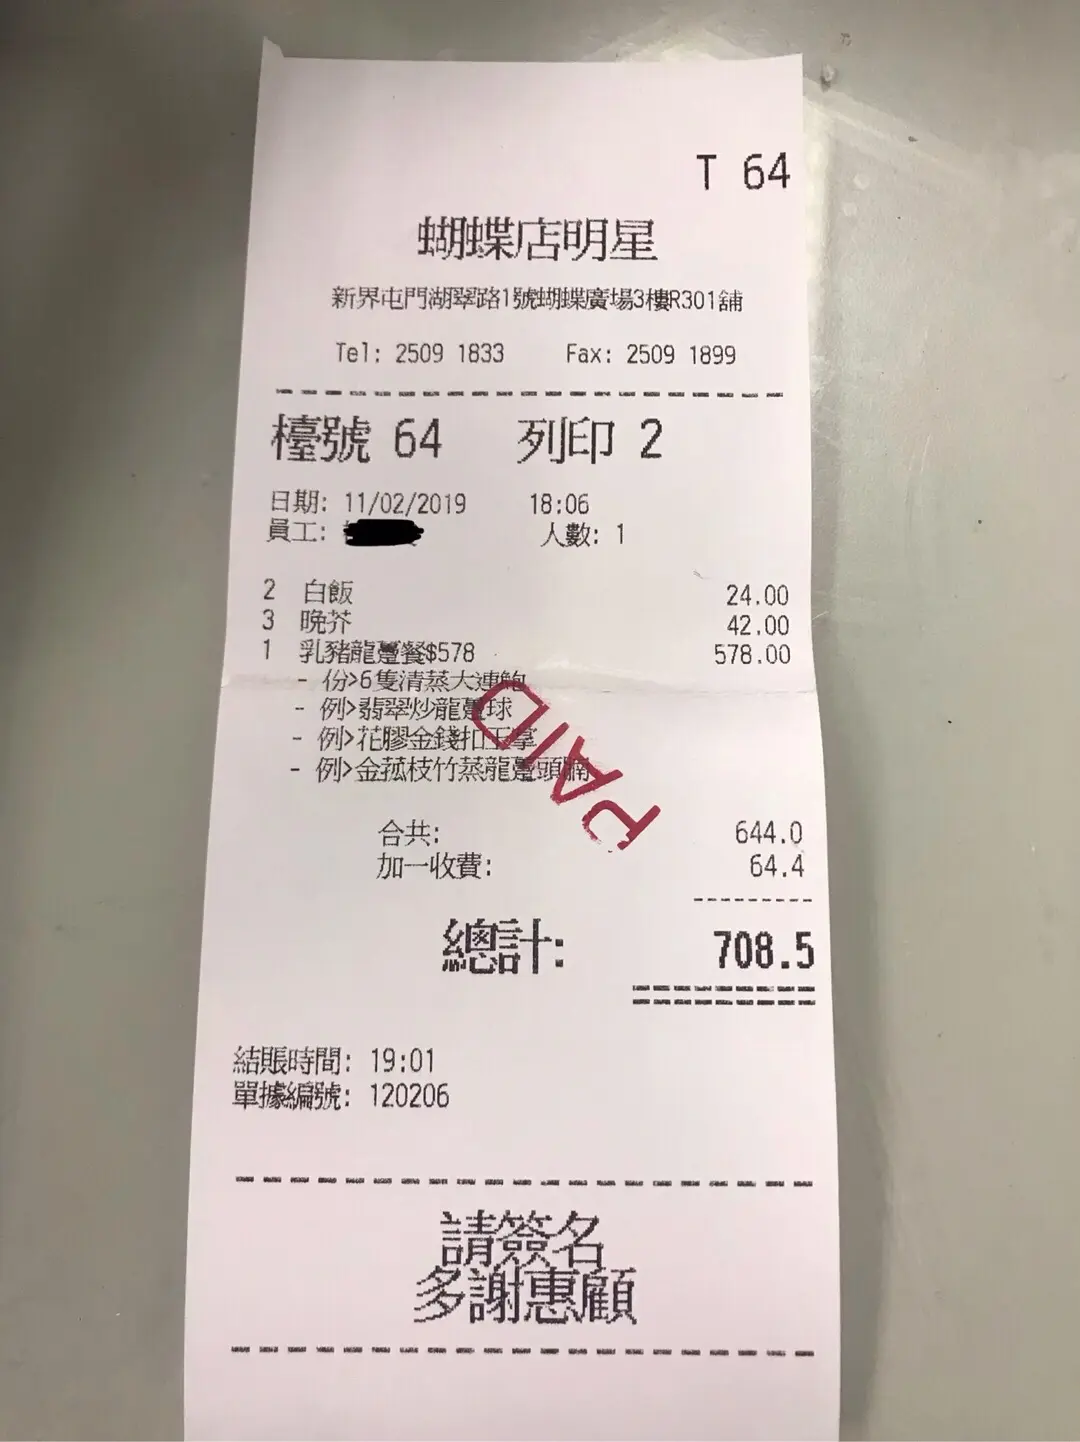 T 64
蝴蝶店明星
新界屯門湖翠路1號蝴蝶廣場3樓R301舖
Tel: 2509 1833 Fax: 2509 1899
檯號 64 列印 2
日期: 11/02/2019 18:06
員工: 人數: 1
2 白飯 24.00
3 晚芥 42.00
1 乳豬龍躉餐$578 578.00
- 份>6隻清蒸大連鮑
- 例>翡翠炒龍躉球
- 例>花膠金錢扣玉掌
- 例>金菰枝竹蒸龍躉頭腩
PAID
合共: 644.0
加一收費: 64.4
總計: 708.5
結賬時間: 19:01
單據編號: 120206
請簽名
多謝惠顧